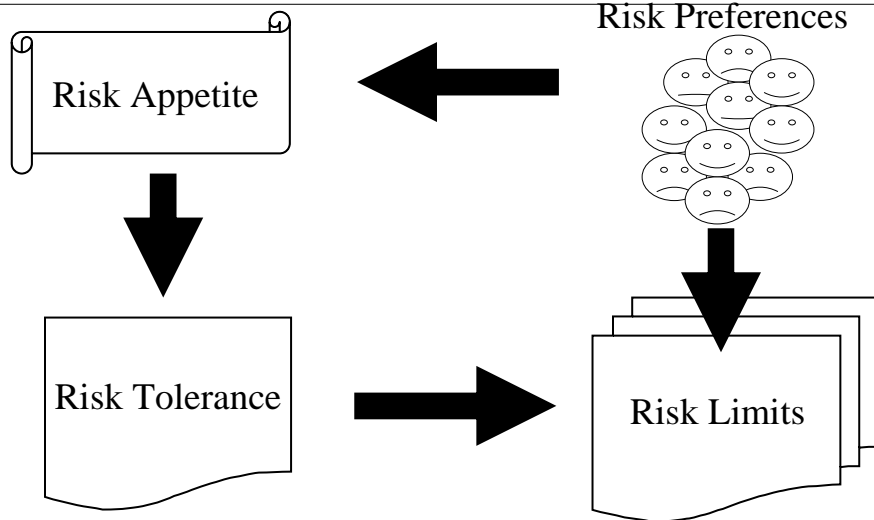 Risk Preferences
Risk Appetite
Risk Tolerance
Risk Limits